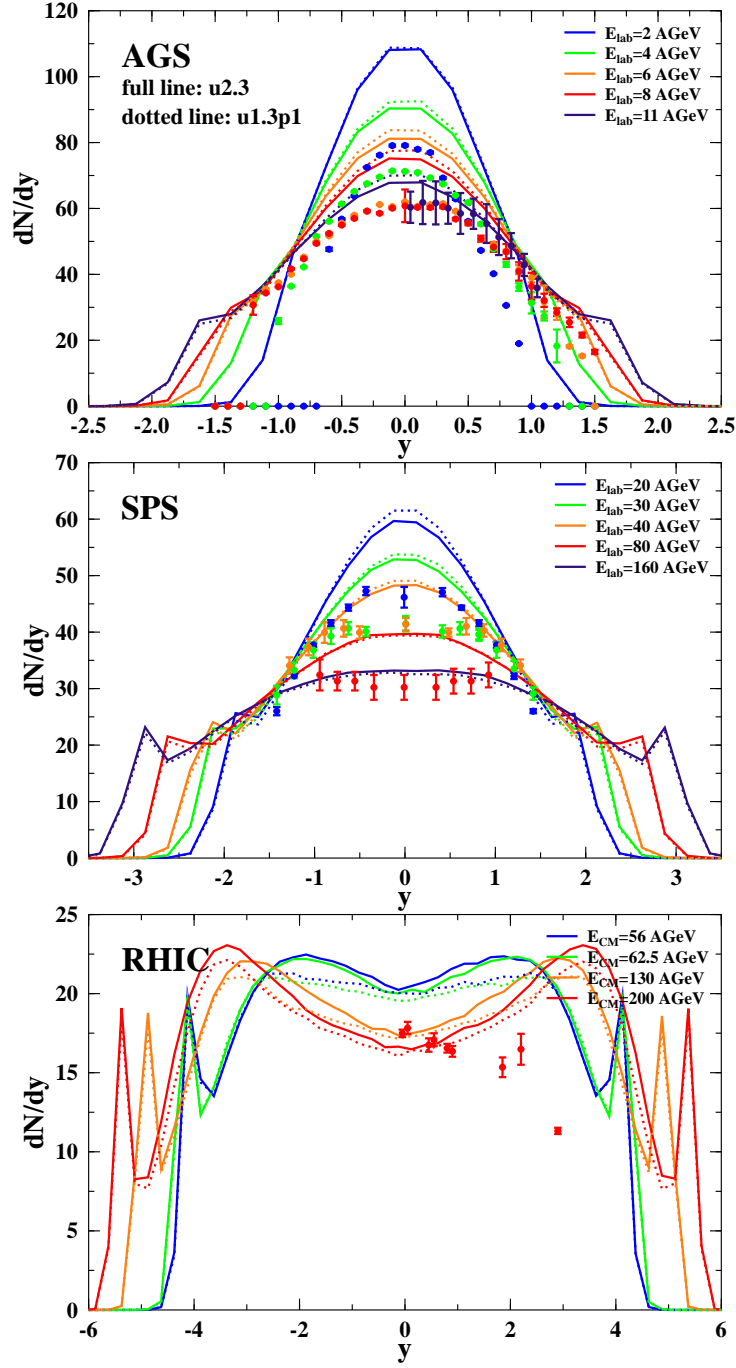 AGS
full line: u2.3
dotted line: u1.3p1
E_lab=2 AGeV
E_lab=4 AGeV
E_lab=6 AGeV
E_lab=8 AGeV
E_lab=11 AGeV
dN/dy
120
100
80
60
40
20
0
-2.5 -2.0 -1.5 -1.0 -0.5 0.0 0.5 1.0 1.5 2.0 2.5
y
SPS
E_lab=20 AGeV
E_lab=30 AGeV
E_lab=40 AGeV
E_lab=80 AGeV
E_lab=160 AGeV
dN/dy
70
60
50
40
30
20
10
0
-3 -2 -1 0 1 2 3
y
RHIC
E_CM=56 AGeV
E_CM=62.5 AGeV
E_CM=130 AGeV
E_CM=200 AGeV
dN/dy
25
20
15
10
5
0
-6 -4 -2 0 2 4 6
y